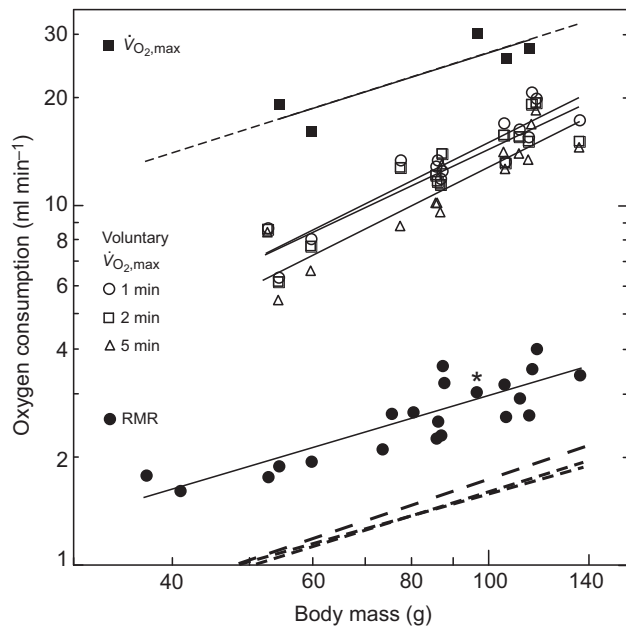 30
20
10
8
6
4
2
1
Oxygen consumption (ml min⁻¹)
■ V̇O₂,max
Voluntary
V̇O₂,max
○ 1 min
□ 2 min
△ 5 min
● RMR
*
40 60 80 100 140
Body mass (g)